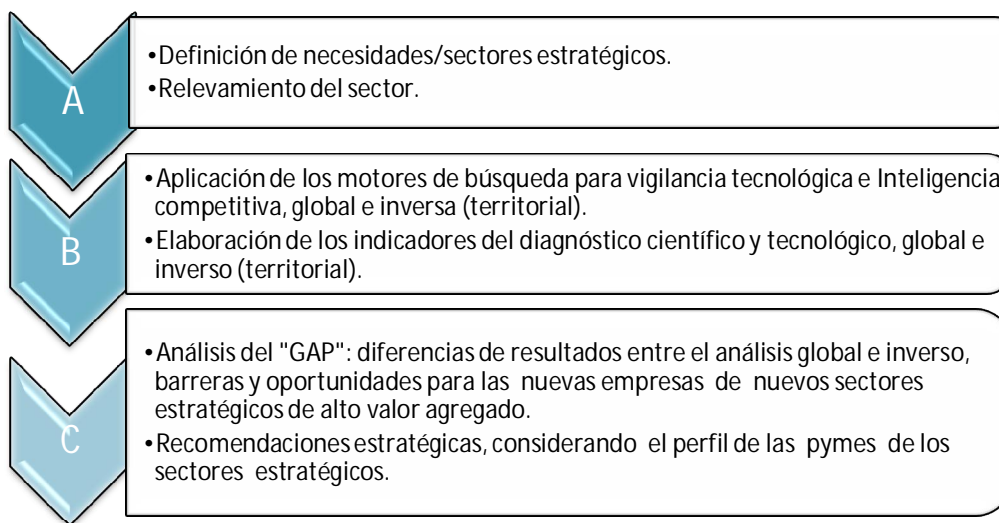 A
•Definición de necesidades/sectores estratégicos.
•Relevamiento del sector.
B
•Aplicación de los motores de búsqueda para vigilancia tecnológica e Inteligencia
competitiva, global e inversa (territorial).
•Elaboración de los indicadores del diagnóstico científico y tecnológico, global e
inverso (territorial).
C
•Análisis del "GAP": diferencias de resultados entre el análisis global e inverso,
barreras y oportunidades para las nuevas empresas de nuevos sectores
estratégicos de alto valor agregado.
•Recomendaciones estratégicas, considerando el perfil de las pymes de los
sectores estratégicos.